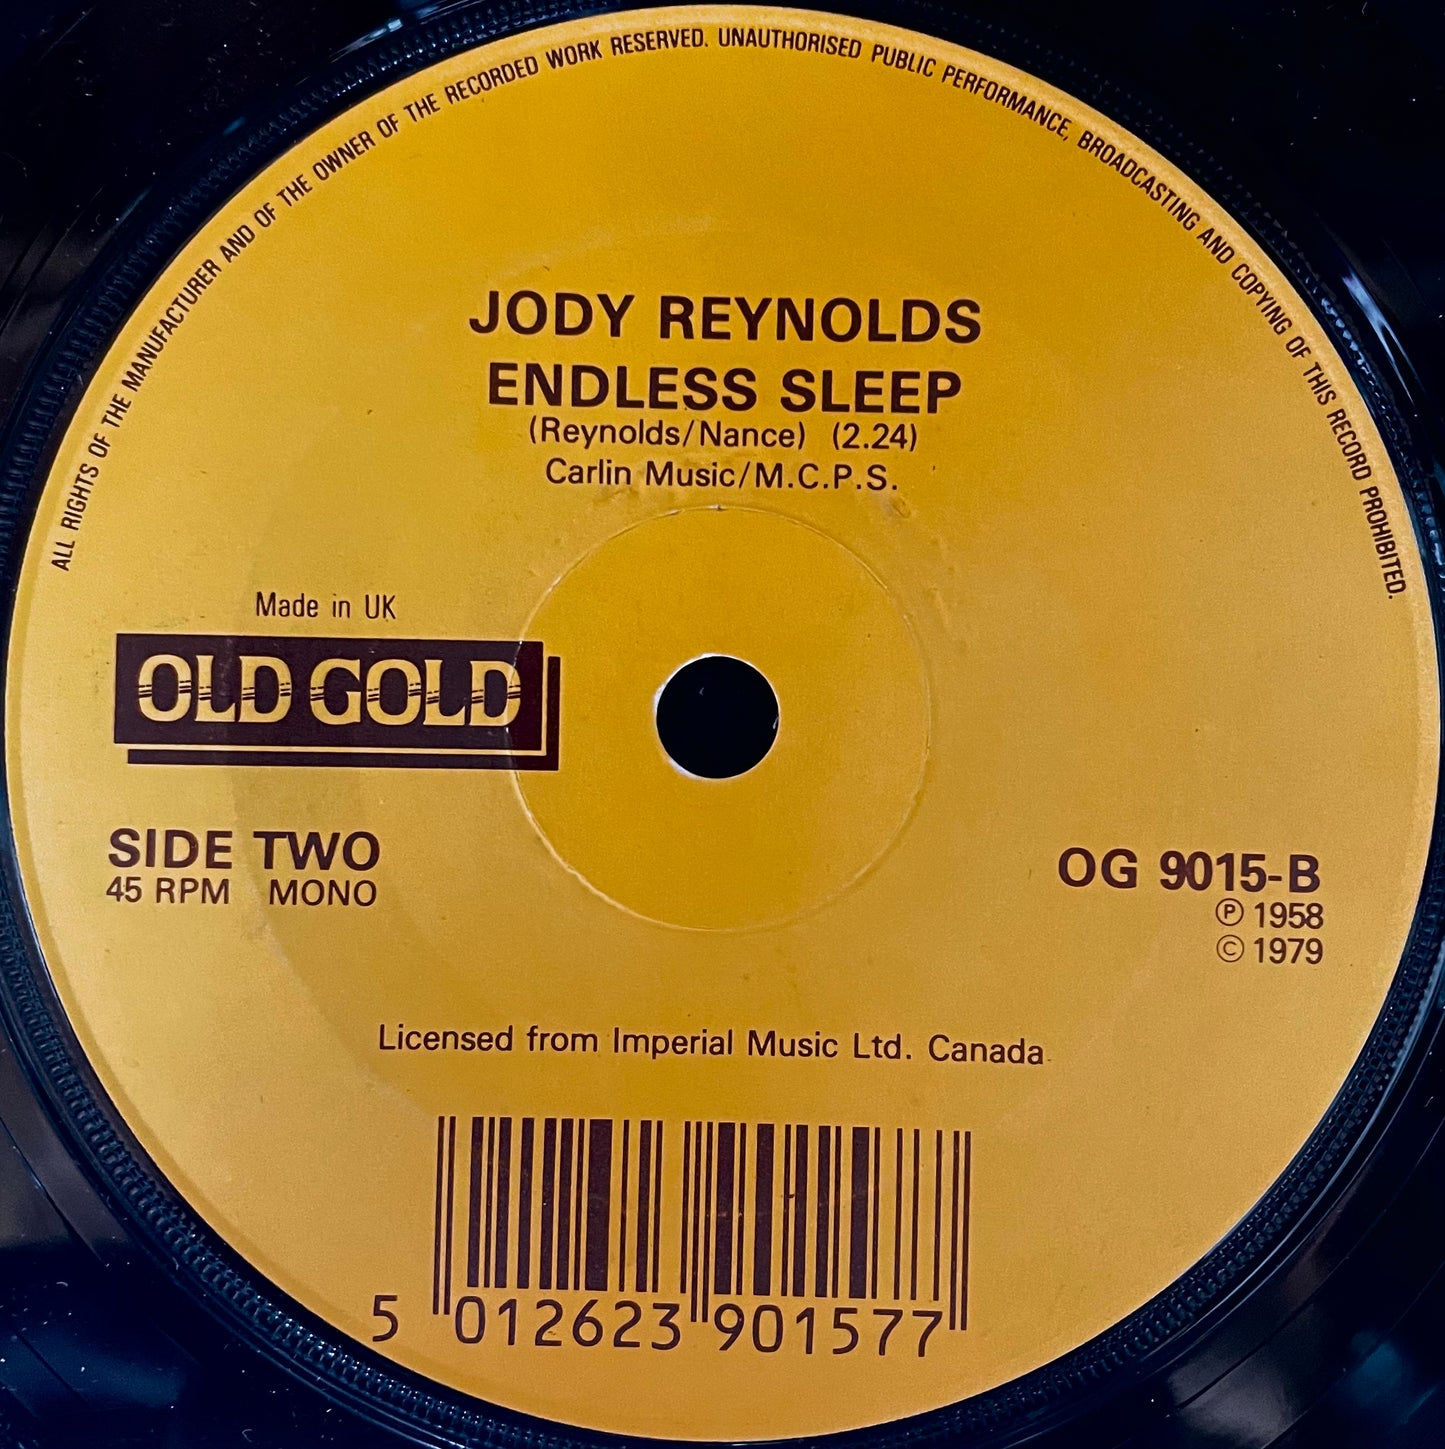 ALL RIGHTS OF THE MANUFACTURER AND OF THE OWNER OF THE RECORDED WORK RESERVED. UNAUTHORISED PUBLIC PERFORMANCE, BROADCASTING AND COPYING OF THIS RECORD PROHIBITED.
JODY REYNOLDS
ENDLESS SLEEP
(Reynolds/Nance) (2.24)
Carlin Music/M.C.P.S.
Made in UK
OLD GOLD
SIDE TWO
45 RPM MONO
OG 9015-B
℗ 1958
© 1979
Licensed from Imperial Music Ltd. Canada
5 012623 901577